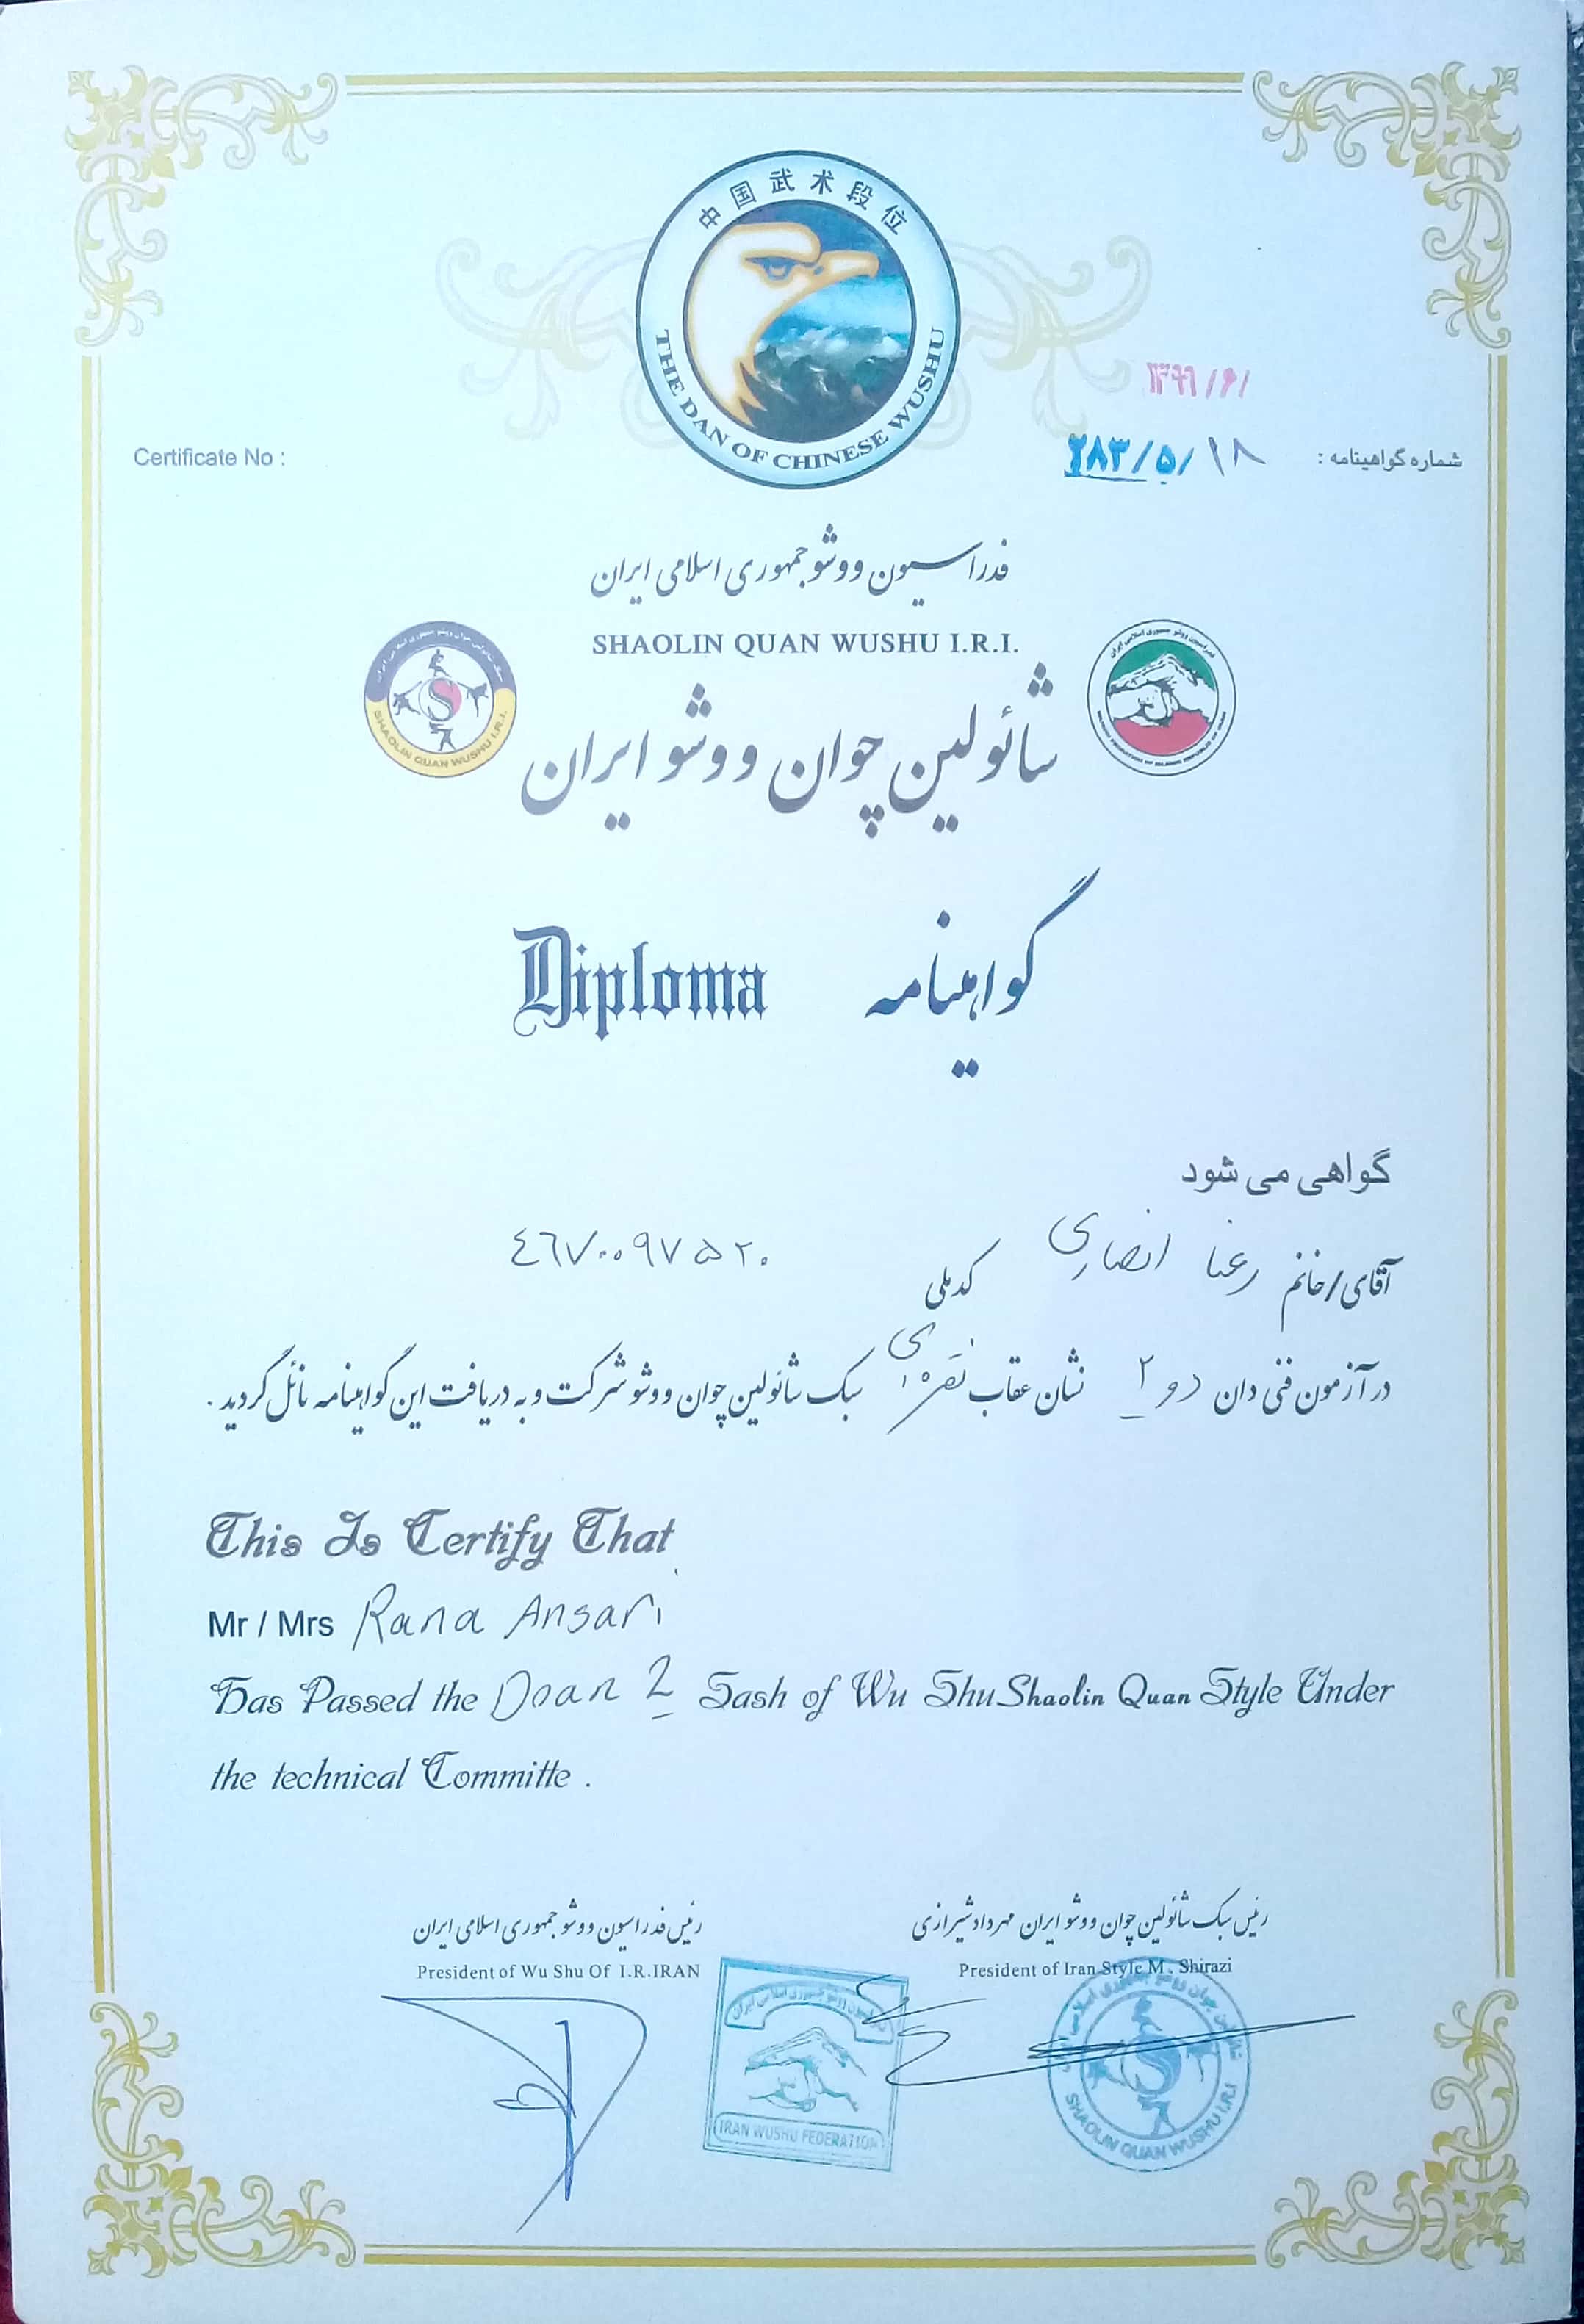 中国武术段位
THE DAN OF CHINESE WUSHU
Certificate No :
شماره گواهینامه : ۲۸۳/۵/۱۸
فدراسیون ووشو جمهوری اسلامی ایران
SHAOLIN QUAN WUSHU I.R.I.
SHAOLIN QUAN WUSHU I.R.I.
شائولین چوان ووشو ایران
Diploma گواهینامه
گواهی می شود
آقای/خانم رعنا انصاری کدملی ٤٦٧٠٠٩٧٥٢٠
در آزمون فنی دان دو ۲ نشان عقاب نقره ای سبک شائولین چوان ووشو شرکت و به دریافت این گواهینامه نائل گردید .
This Is Certify That
Mr / Mrs Rana Ansari
Has Passed the Doan 2 Sash of Wu Shu Shaolin Quan Style Under
the technical Committe .
رئیس فدراسیون ووشو جمهوری اسلامی ایران
President of Wu Shu Of I.R.IRAN
رئیس سبک شائولین چوان ووشو ایران مهرداد شیرازی
President of Iran Style M. Shirazi
IRAN WUSHU FEDERATION
SHAOLIN QUAN WUSHU I.R.I